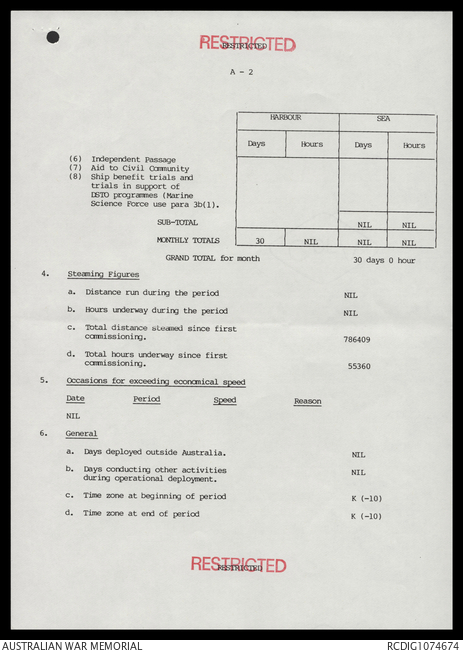 RESTRICTED
RESTRICTED
A - 2
HARBOUR SEA
Days Hours Days Hours
(6) Independent Passage
(7) Aid to Civil Community
(8) Ship benefit trials and
trials in support of
DSTO programmes (Marine
Science Force use para 3b(1).
SUB-TOTAL NIL NIL
MONTHLY TOTALS 30 NIL NIL NIL
GRAND TOTAL for month 30 days 0 hour
4. Steaming Figures
a. Distance run during the period NIL
b. Hours underway during the period NIL
c. Total distance steamed since first
commissioning. 786409
d. Total hours underway since first
commissioning. 55360
5. Occasions for exceeding economical speed
Date Period Speed Reason
NIL
6. General
a. Days deployed outside Australia. NIL
b. Days conducting other activities NIL
during operational deployment.
c. Time zone at beginning of period K (-10)
d. Time zone at end of period K (-10)
RESTRICTED
RESTRICTED
AUSTRALIAN WAR MEMORIAL RCDIG1074674